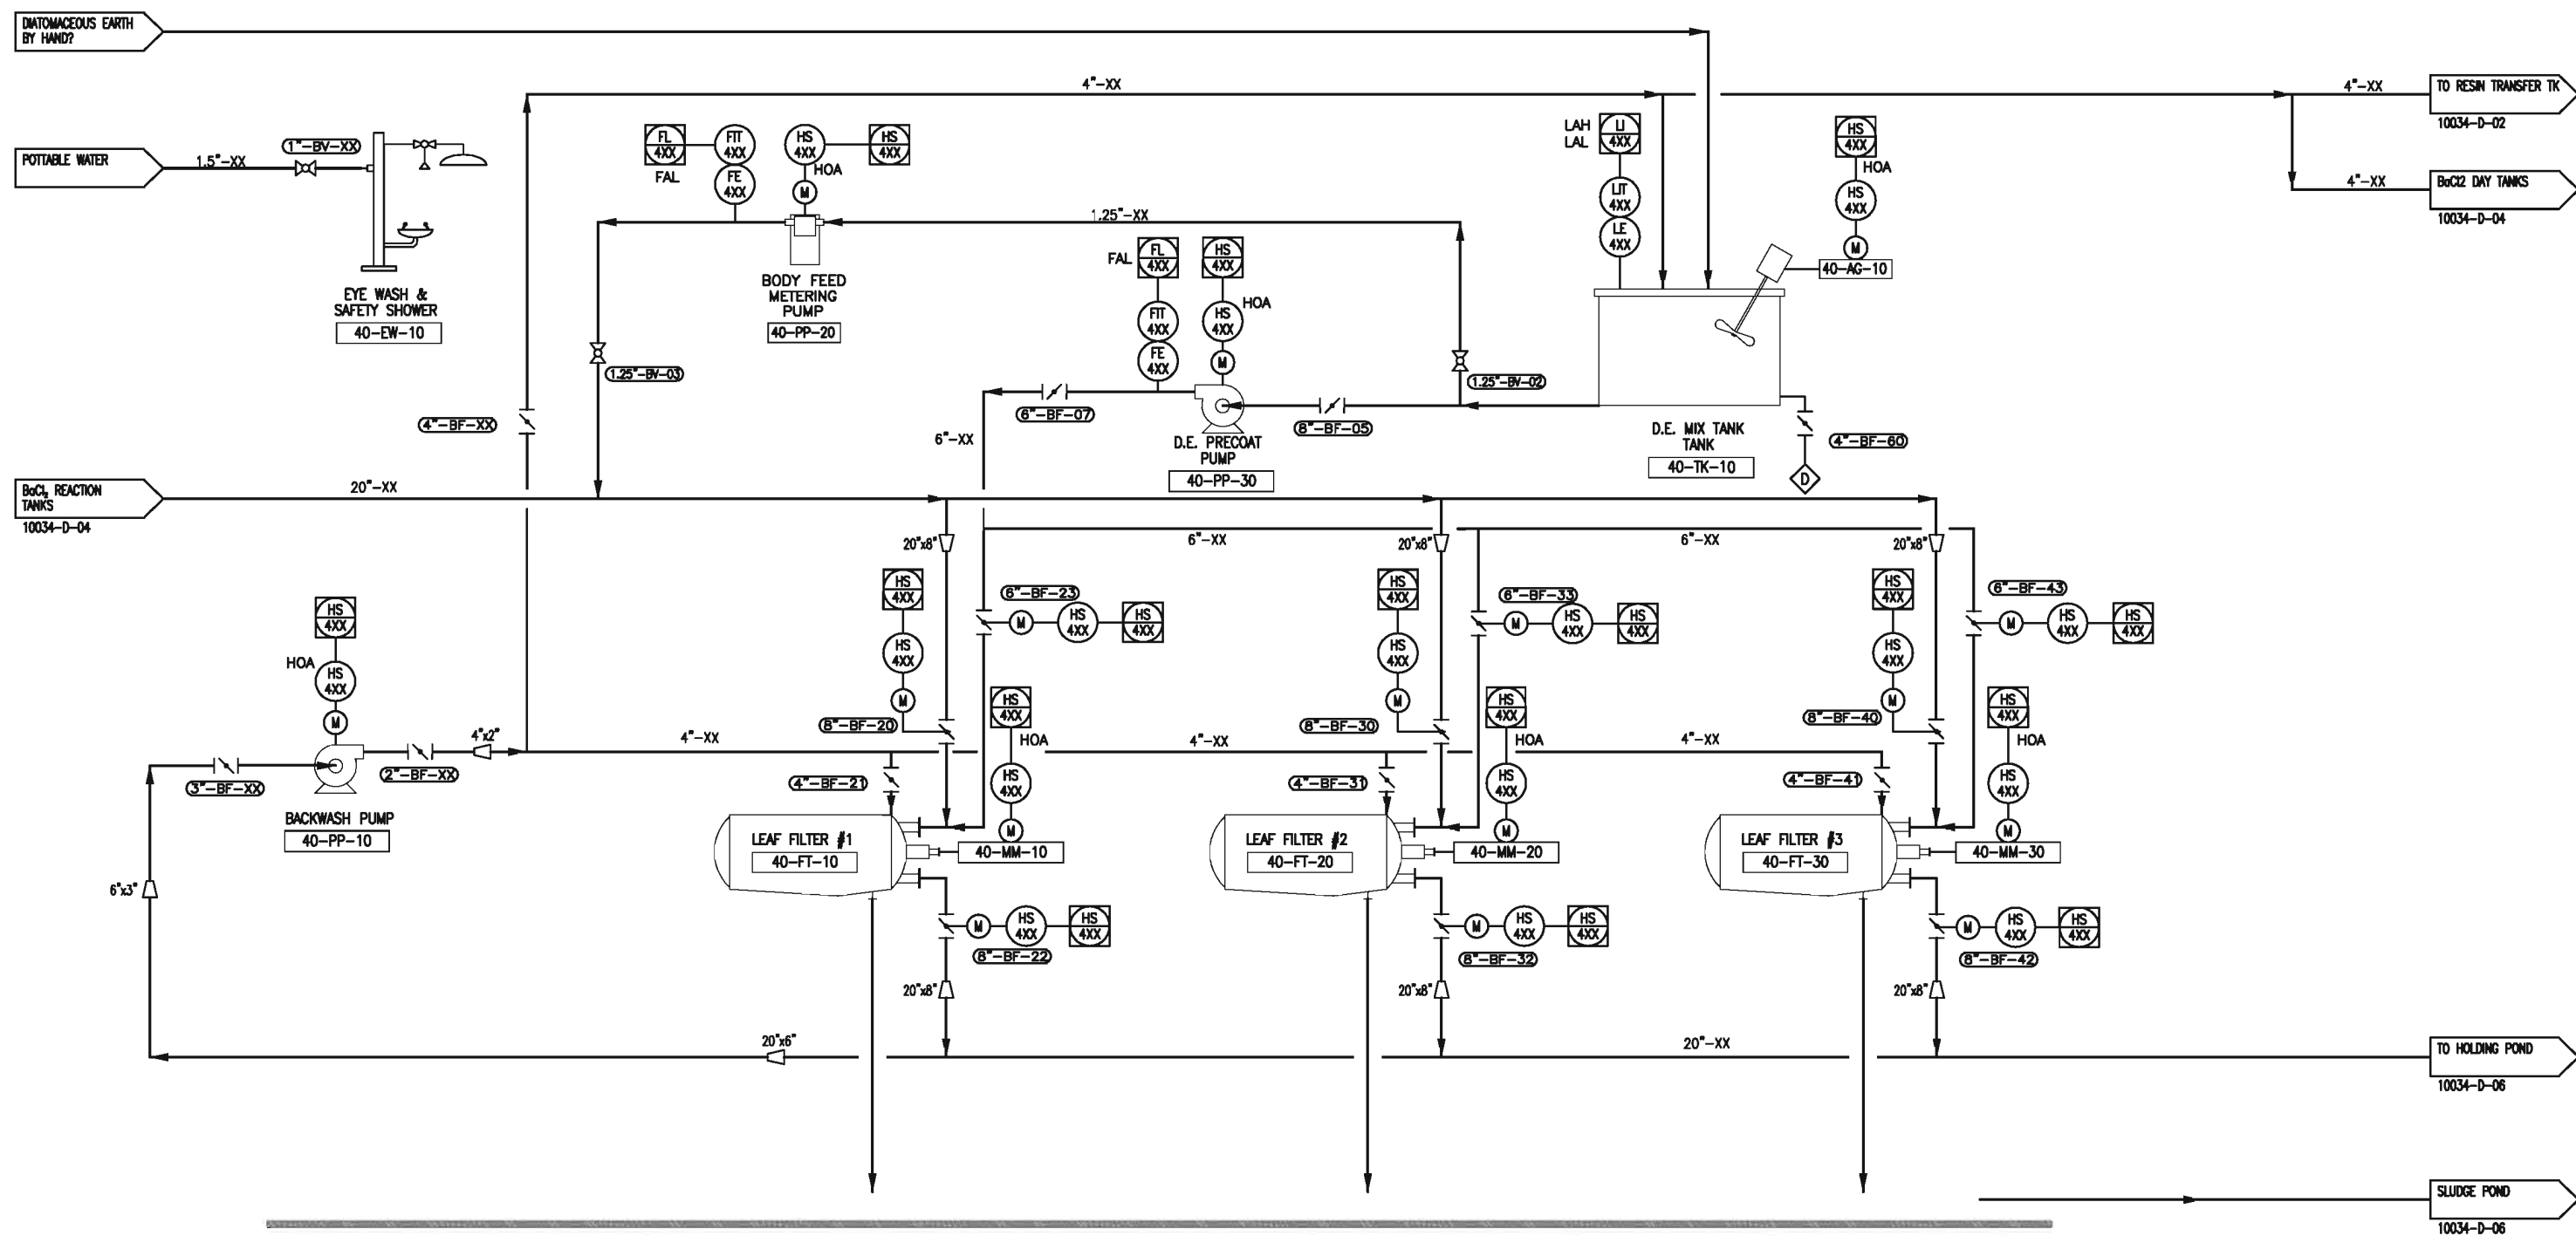 DIATOMACEOUS EARTH
BY HAND?
4"-XX
4"-XX
TO RESIN TRANSFER TK
10034-D-02
POTTABLE WATER
1.5"-XX
1"-BV-XX
EYE WASH &
SAFETY SHOWER
40-EW-10
FL
4XX
FAL
FIT
4XX
FE
4XX
HS
4XX
HOA
M
HS
4XX
BODY FEED
METERING
PUMP
40-PP-20
1.25"-XX
1.25"-BV-03
FL
4XX
FAL
FIT
4XX
FE
4XX
HS
4XX
HOA
HS
4XX
M
6"-BF-07
6"-XX
D.E. PRECOAT
PUMP
40-PP-30
8"-BF-05
1.25"-BV-02
LAH
LAL
LI
4XX
LIT
4XX
LE
4XX
HS
4XX
HOA
HS
4XX
M
40-AG-10
D.E. MIX TANK
TANK
40-TK-10
4"-BF-60
D
4"-XX
BaCl2 DAY TANKS
10034-D-04
4"-BF-XX
BaCl2 REACTION
TANKS
10034-D-04
20"-XX
20"x8"
6"-XX
20"x8"
6"-XX
20"x8"
HS
4XX
HS
4XX
M
8"-BF-20
6"-BF-23
M
HS
4XX
HS
4XX
HS
4XX
HS
4XX
M
8"-BF-30
6"-BF-33
M
HS
4XX
HS
4XX
HS
4XX
HS
4XX
M
8"-BF-40
6"-BF-43
M
HS
4XX
HS
4XX
HS
4XX
HOA
HS
4XX
M
3"-BF-XX
2"-BF-XX
4"x2"
BACKWASH PUMP
40-PP-10
6"x3"
4"-XX
4"-BF-21
HS
4XX
HOA
HS
4XX
M
LEAF FILTER #1
40-FT-10
40-MM-10
4"-XX
4"-BF-31
HS
4XX
HOA
HS
4XX
M
LEAF FILTER #2
40-FT-20
40-MM-20
4"-XX
4"-BF-41
HS
4XX
HOA
HS
4XX
M
LEAF FILTER #3
40-FT-30
40-MM-30
M
HS
4XX
HS
4XX
8"-BF-22
20"x8"
M
HS
4XX
HS
4XX
8"-BF-32
20"x8"
M
HS
4XX
HS
4XX
8"-BF-42
20"x8"
20"x6"
20"-XX
TO HOLDING POND
10034-D-06
SLUDGE POND
10034-D-06